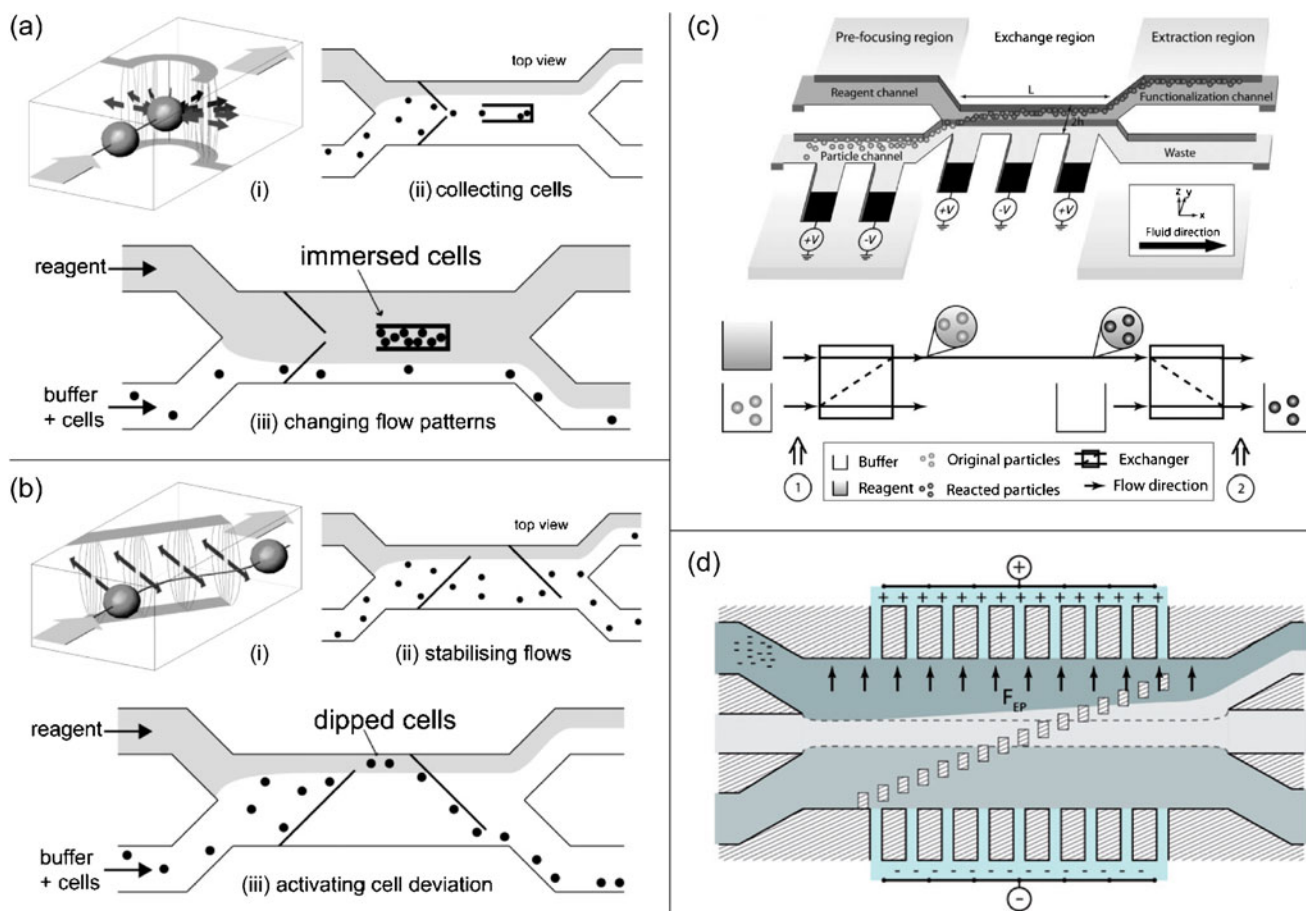 (a)
(i)
top view
(ii) collecting cells
reagent
immersed cells
buffer
+ cells
(iii) changing flow patterns
(b)
(i)
top view
(ii) stabilising flows
reagent
dipped cells
buffer
+ cells
(iii) activating cell deviation
(c)
Pre-focusing region
Exchange region
Extraction region
Reagent channel
L
Functionalization channel
2h
Particle channel
Waste
+V
-V
+V
-V
+V
z
y
x
Fluid direction
1
Buffer
Original particles
Exchanger
Reagent
Reacted particles
Flow direction
2
(d)
+
+ + + + + + + + + + + + +
F_EP
- - - - - - - - - - - -
−